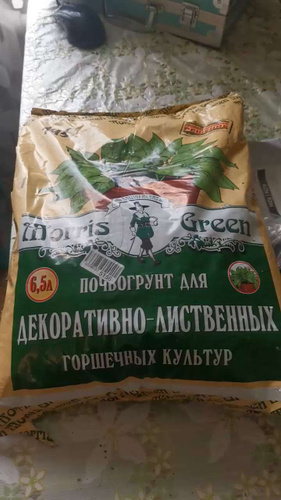 Morris Green
6,5л
ПОЧВОГРУНТ ДЛЯ
ДЕКОРАТИВНО-ЛИСТВЕННЫХ
ГОРШЕЧНЫХ КУЛЬТУР